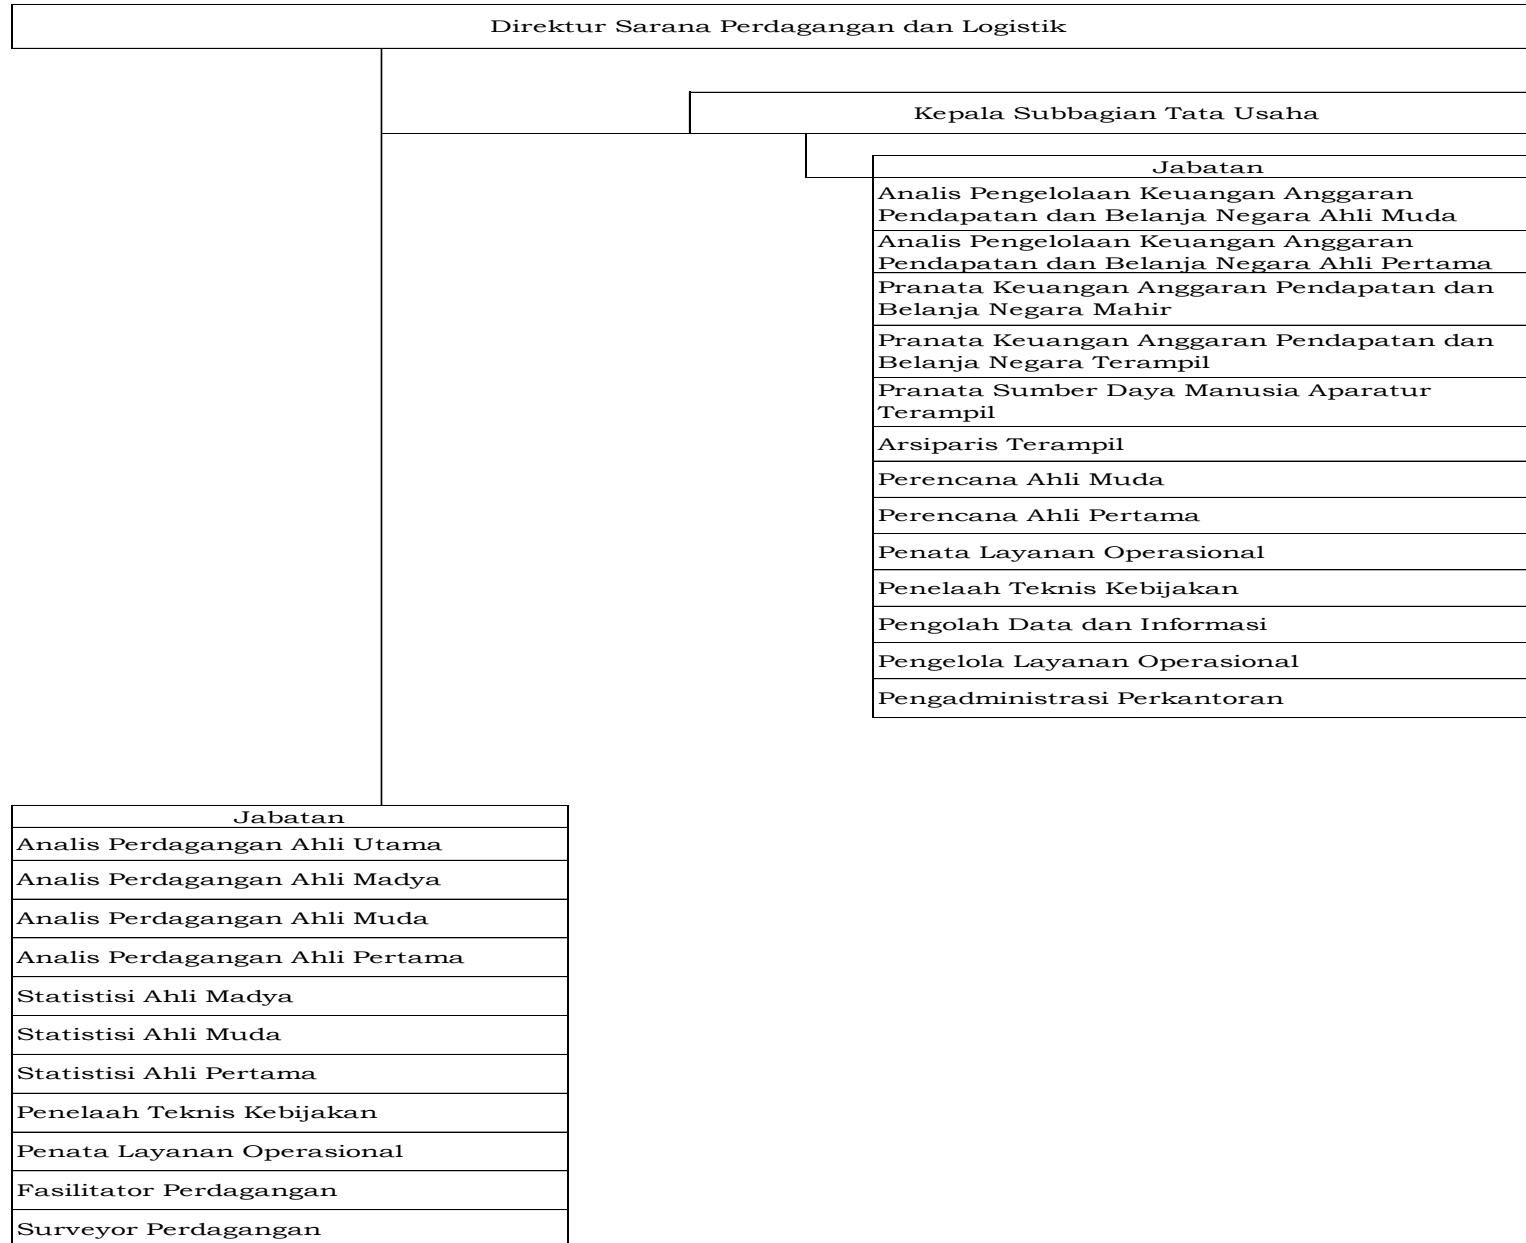 Direktur Sarana Perdagangan dan Logistik
Kepala Subbagian Tata Usaha
Jabatan
Analis Pengelolaan Keuangan Anggaran
Pendapatan dan Belanja Negara Ahli Muda
Analis Pengelolaan Keuangan Anggaran
Pendapatan dan Belanja Negara Ahli Pertama
Pranata Keuangan Anggaran Pendapatan dan
Belanja Negara Mahir
Pranata Keuangan Anggaran Pendapatan dan
Belanja Negara Terampil
Pranata Sumber Daya Manusia Aparatur
Terampil
Arsiparis Terampil
Perencana Ahli Muda
Perencana Ahli Pertama
Penata Layanan Operasional
Penelaah Teknis Kebijakan
Pengolah Data dan Informasi
Pengelola Layanan Operasional
Pengadministrasi Perkantoran
Jabatan
Analis Perdagangan Ahli Utama
Analis Perdagangan Ahli Madya
Analis Perdagangan Ahli Muda
Analis Perdagangan Ahli Pertama
Statistisi Ahli Madya
Statistisi Ahli Muda
Statistisi Ahli Pertama
Penelaah Teknis Kebijakan
Penata Layanan Operasional
Fasilitator Perdagangan
Surveyor Perdagangan